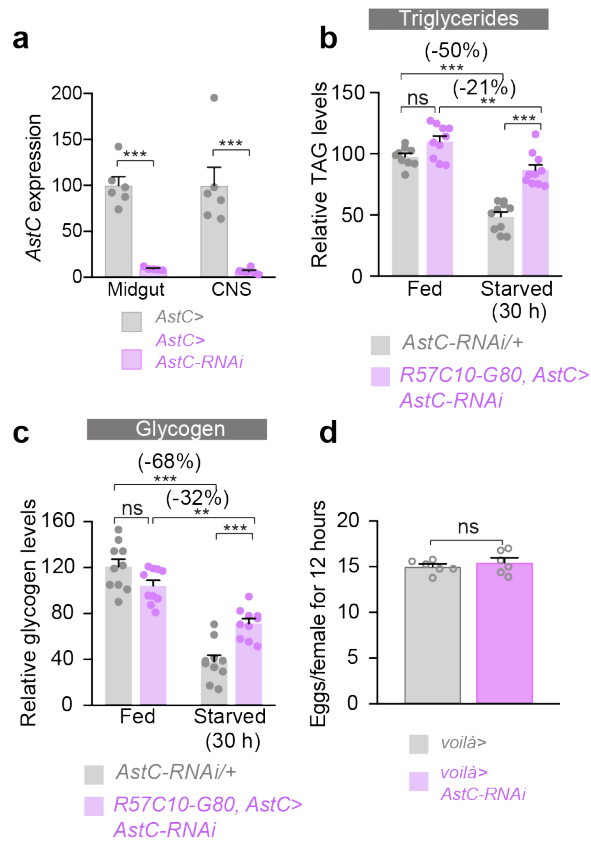 a
AstC expression
200
150
100
50
0
***
***
Midgut
CNS
AstC>
AstC>
AstC-RNAi
b
Triglycerides
(-50%)
***
(-21%)
ns
**
***
Relative TAG levels
150
100
50
0
Fed
Starved
(30 h)
AstC-RNAi/+
R57C10-G80, AstC>
AstC-RNAi
c
Glycogen
(-68%)
***
(-32%)
ns
**
***
Relative glycogen levels
160
120
80
40
0
Fed
Starved
(30 h)
AstC-RNAi/+
R57C10-G80, AstC>
AstC-RNAi
d
Eggs/female for 12 hours
20
15
10
5
0
ns
voilà>
voilà>
AstC-RNAi